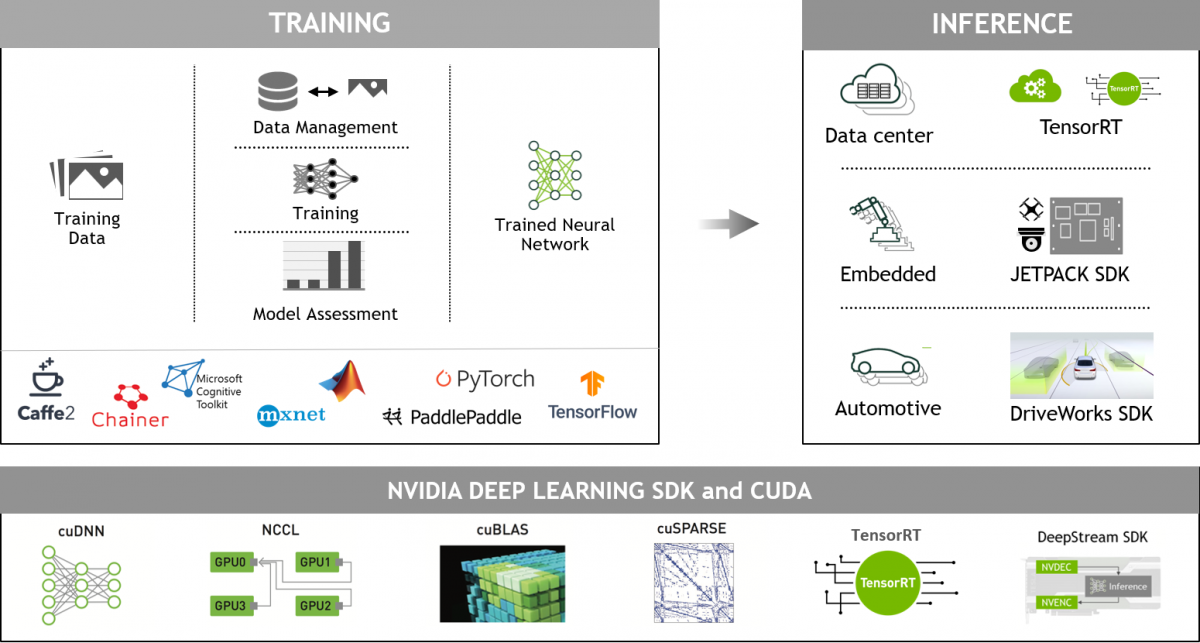 TRAINING
Training
Data
Data Management
Training
Model Assessment
Trained Neural
Network
Caffe2
Chainer
Microsoft
Cognitive
Toolkit
mxnet
PyTorch
PaddlePaddle
TensorFlow
INFERENCE
Data center
TensorRT
TensorRT
Embedded
JETPACK SDK
Automotive
DriveWorks SDK
NVIDIA DEEP LEARNING SDK and CUDA
cuDNN
NCCL
GPU0
GPU1
GPU3
GPU2
cuBLAS
cuSPARSE
TensorRT
TensorRT
DeepStream SDK
NVDEC
Inference
NVENC